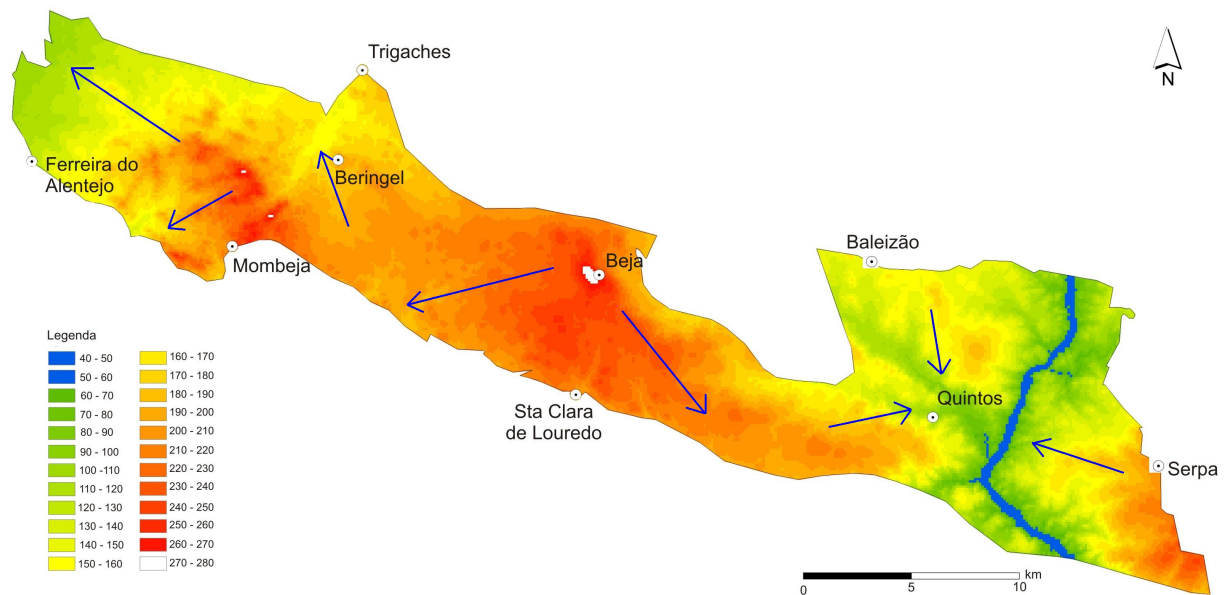 Trigaches
N
Ferreira do
Alentejo
Beringel
Mombeja
Beja
Baleizão
Sta Clara
de Louredo
Quintos
Serpa
Legenda
40 - 50
50 - 60
60 - 70
70 - 80
80 - 90
90 - 100
100 -110
110 - 120
120 - 130
130 - 140
140 - 150
150 - 160
160 - 170
170 - 180
180 - 190
190 - 200
200 - 210
210 - 220
220 - 230
230 - 240
240 - 250
250 - 260
260 - 270
270 - 280
km
0 5 10